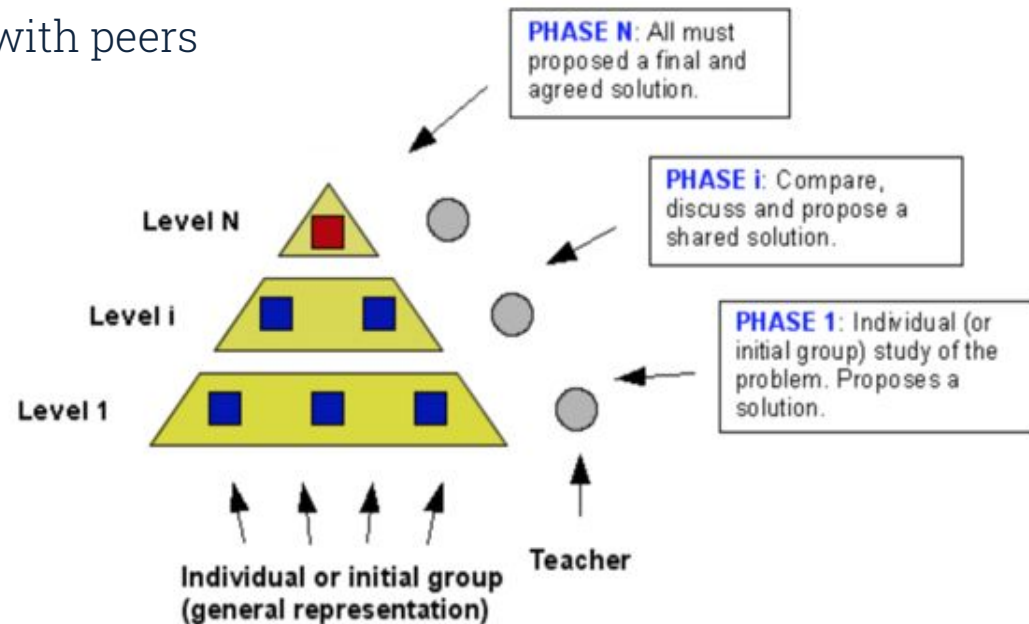 with peers
PHASE N: All must
proposed a final and
agreed solution.
PHASE i: Compare,
discuss and propose a
shared solution.
Level N
Level i
PHASE 1: Individual (or
initial group) study of the
problem. Proposes a
solution.
Level 1
Teacher
Individual or initial group
(general representation)